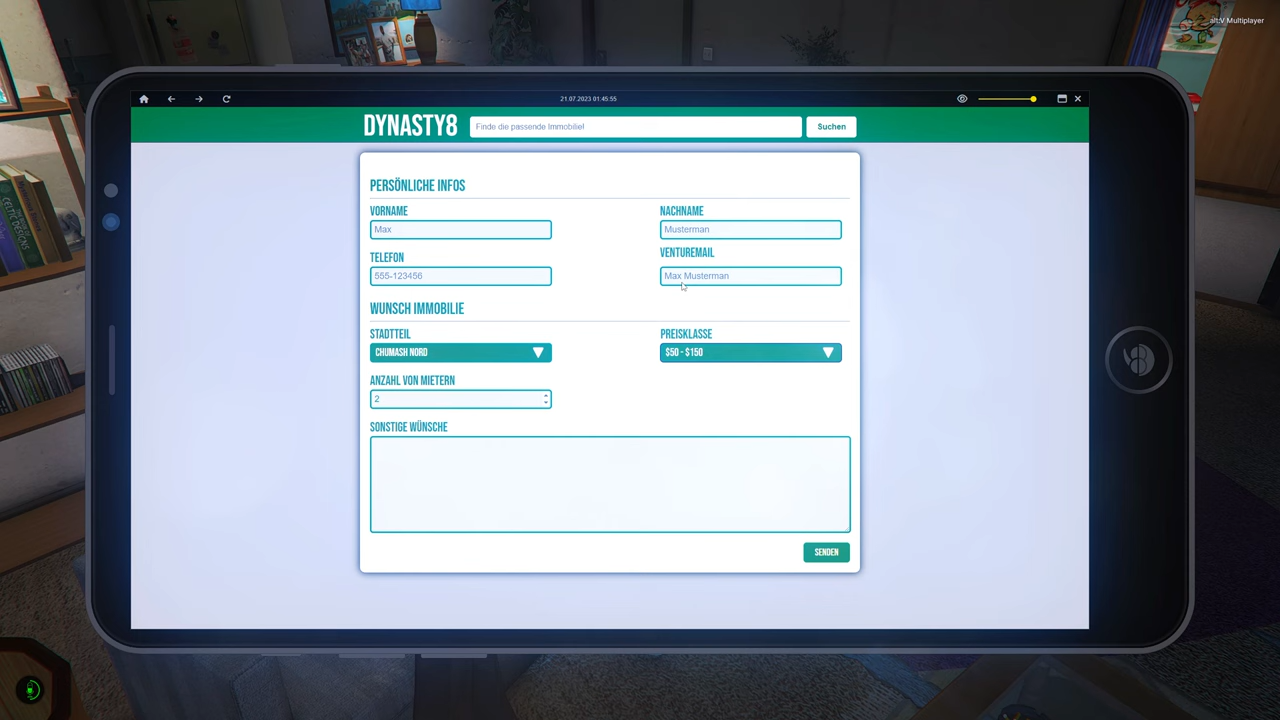 alt:V Multiplayer
21.07.2023 01:45:55
DYNASTY8
Finde die passende Immobilie!
Suchen
PERSÖNLICHE INFOS
VORNAME
NACHNAME
Max
Musterman
TELEFON
VENTUREMAIL
555-123456
Max Musterman
WUNSCH IMMOBILIE
STADTTEIL
PREISKLASSE
CHUMASH NORD
$50 - $150
ANZAHL VON MIETERN
2
SONSTIGE WÜNSCHE
SENDEN
CELTIC DESIGNS